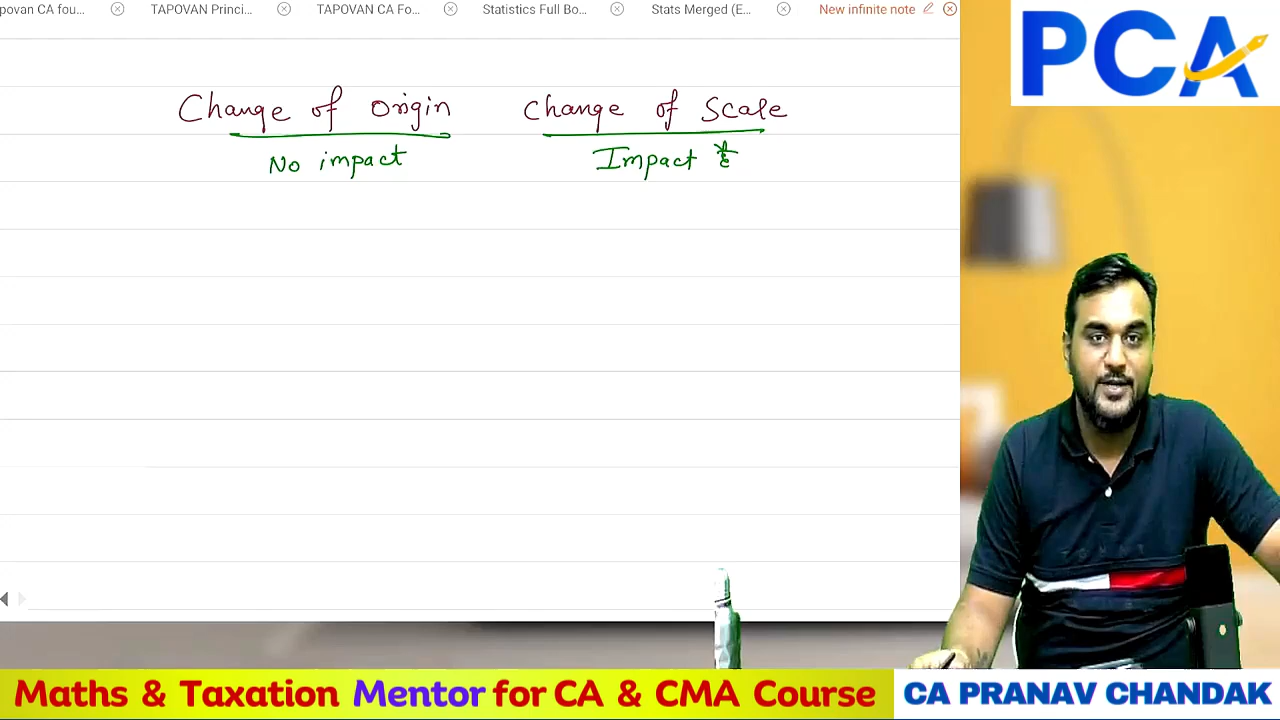 povan CA fou...
TAPOVAN Princi...
TAPOVAN CA Fo...
Statistics Full Bo...
Stats Merged (E...
New infinite note
PCA
Change of Origin
Change of Scale
No impact
Impact है
Maths & Taxation Mentor for CA & CMA Course
CA PRANAV CHANDAK